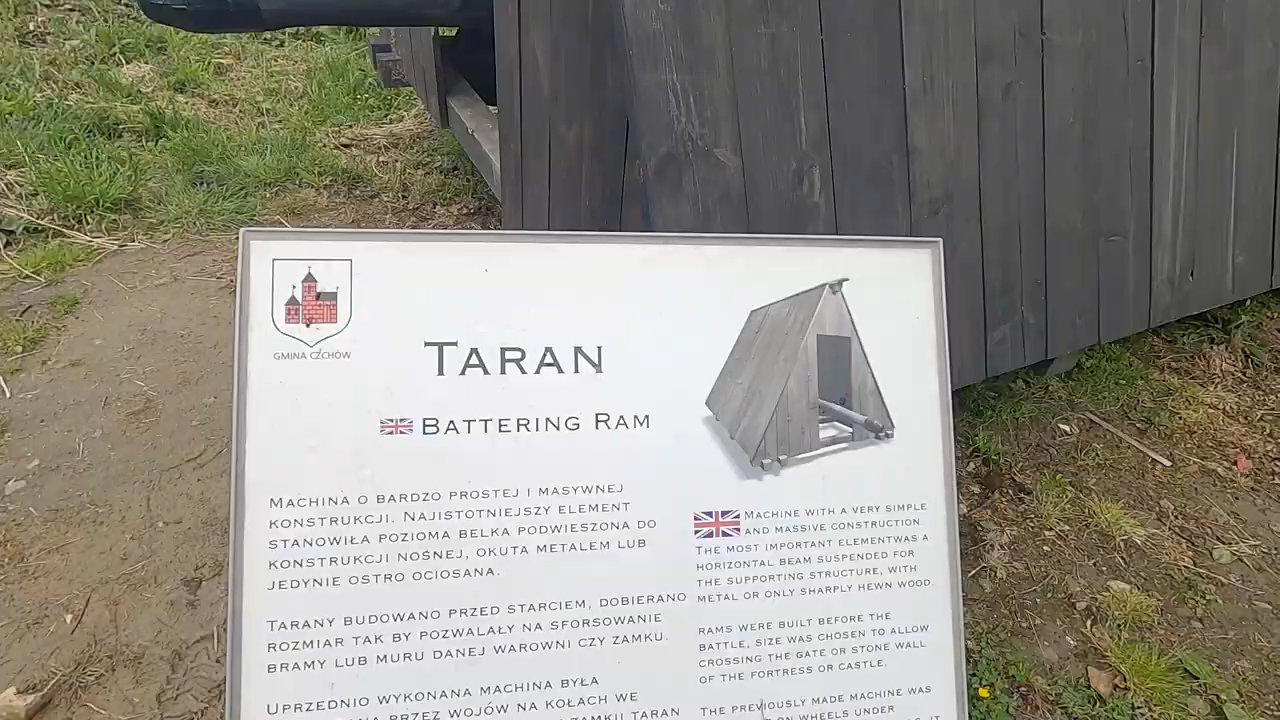 GMINA CZCHÓW
TARAN
BATTERING RAM
MACHINA O BARDZO PROSTEJ I MASYWNEJ
KONSTRUKCJI. NAJISTOTNIEJSZY ELEMENT
STANOWIŁA POZIOMA BELKA PODWIESZONA DO
KONSTRUKCJI NOŚNEJ, OKUTA METALEM LUB
JEDYNIE OSTRO OCIOSANA.
TARANY BUDOWANO PRZED STARCIEM, DOBIERANO
ROZMIAR TAK BY POZWALAŁY NA SFORSOWANIE
BRAMY LUB MURU DANEJ WAROWNI CZY ZAMKU.
UPRZEDNIO WYKONANA MACHINA BYŁA
PRZEZ WOJÓW NA KOŁACH WE
ZAMKU TARAN
MACHINE WITH A VERY SIMPLE
AND MASSIVE CONSTRUCTION.
THE MOST IMPORTANT ELEMENTWAS A
HORIZONTAL BEAM SUSPENDED FOR
THE SUPPORTING STRUCTURE, WITH
METAL OR ONLY SHARPLY HEWN WOOD.
RAMS WERE BUILT BEFORE THE
BATTLE, SIZE WAS CHOSEN TO ALLOW
CROSSING THE GATE OR STONE WALL
OF THE FORTRESS OR CASTLE.
THE PREVIOUSLY MADE MACHINE WAS
ON WHEELS UNDER
IT